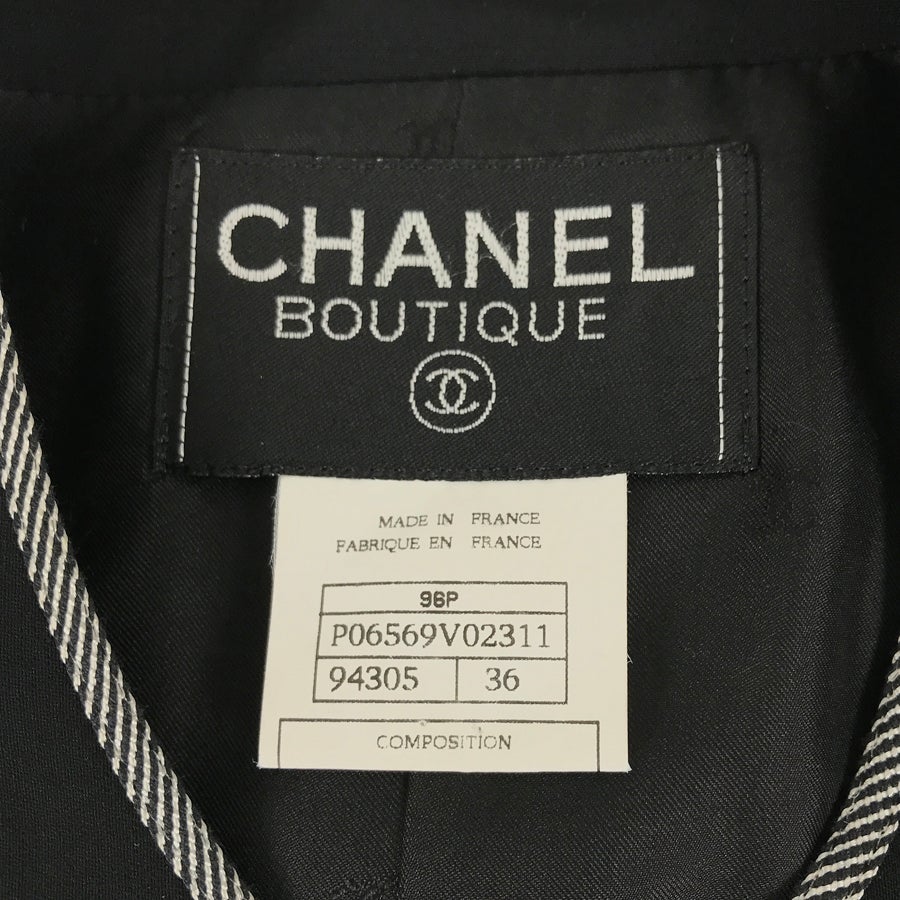 CHANEL
BOUTIQUE
MADE IN FRANCE
FABRIQUE EN FRANCE
96P
P06569V02311
94305 36
COMPOSITION